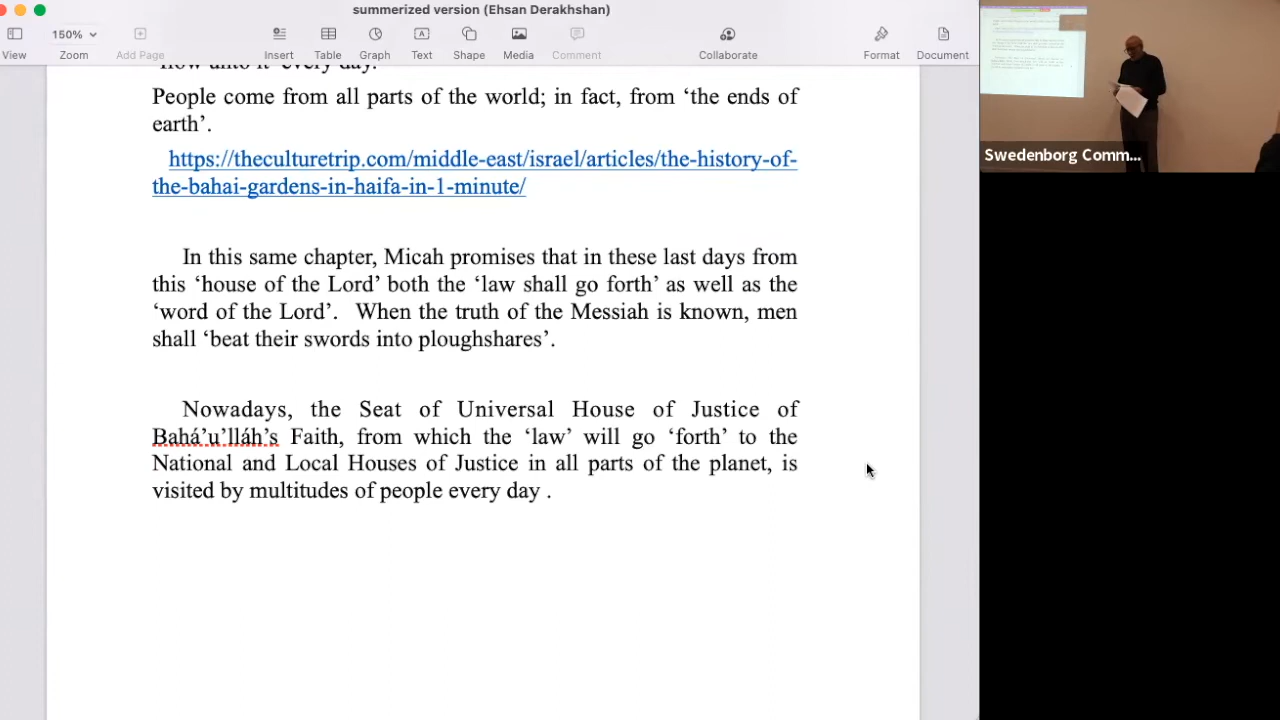 summerized version (Ehsan Derakhshan)
150%
View
Zoom
Add Page
Insert
Table
Graph
Shape
Media
Comment
Collaborate
Format
Document
every day.
People come from all parts of the world; in fact, from ‘the ends of
earth’.
https://theculturetrip.com/middle-east/israel/articles/the-history-of-
the-bahai-gardens-in-haifa-in-1-minute/
In this same chapter, Micah promises that in these last days from
this ‘house of the Lord’ both the ‘law shall go forth’ as well as the
‘word of the Lord’. When the truth of the Messiah is known, men
shall ‘beat their swords into ploughshares’.
Nowadays, the Seat of Universal House of Justice of
Bahá’u’lláh’s Faith, from which the ‘law’ will go ‘forth’ to the
National and Local Houses of Justice in all parts of the planet, is
visited by multitudes of people every day .
Swedenborg Comm...